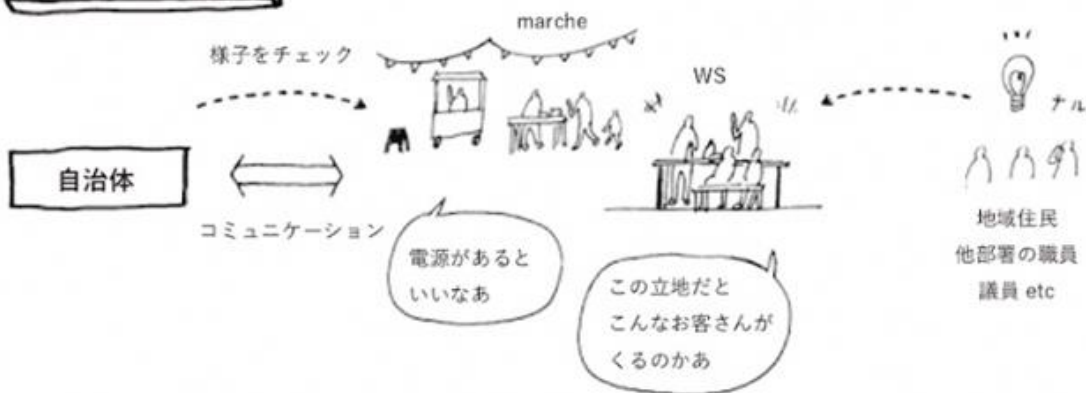 marche
様子をチェック
WS
自治体
コミュニケーション
電源があると
いいなあ
この立地だと
こんなお客さんが
くるのかあ
地域住民
他部署の職員
議員 etc